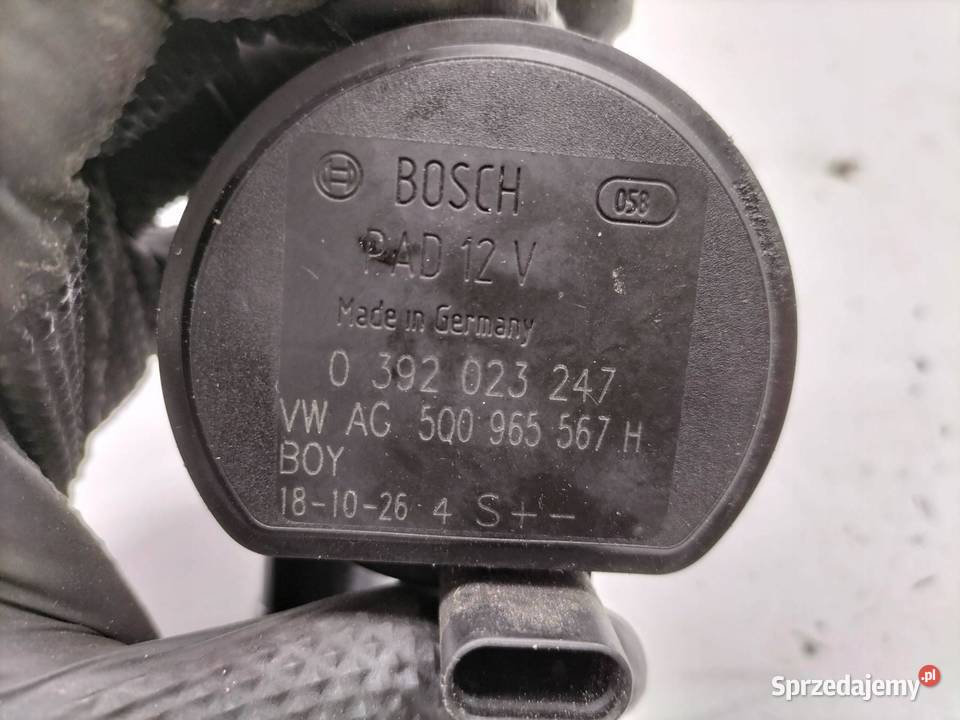 BOSCH 058
PAD 12 V
Made in Germany
0 392 023 247
VW AG 5Q0 965 567 H
BOY
18-10-26 4 S + -
Sprzedajemy.pl